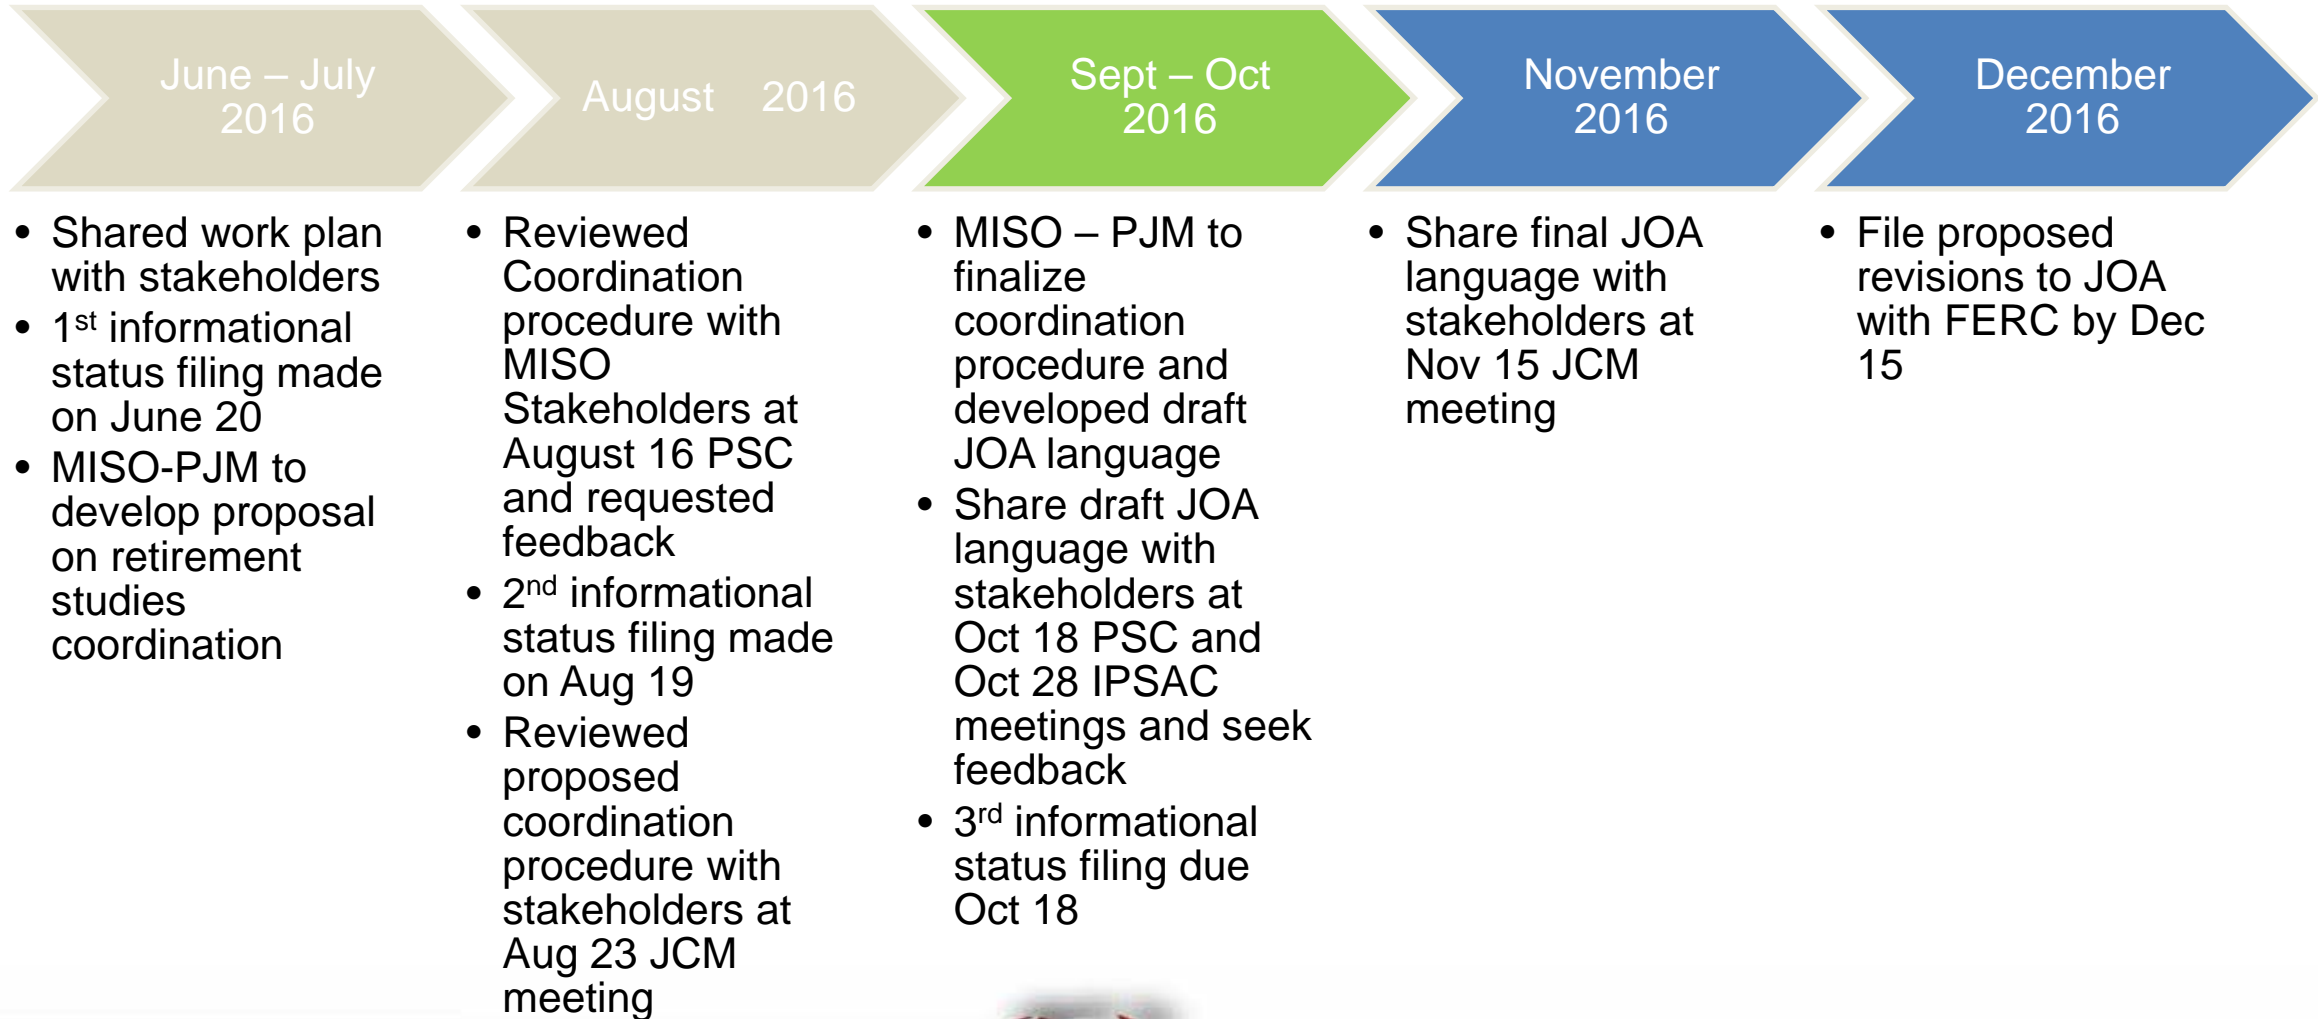 June – July
2016
August 2016
Sept – Oct
2016
November
2016
December
2016
• Shared work plan
with stakeholders
• 1st informational
status filing made
on June 20
• MISO-PJM to
develop proposal
on retirement
studies
coordination
• Reviewed
Coordination
procedure with
MISO
Stakeholders at
August 16 PSC
and requested
feedback
• 2nd informational
status filing made
on Aug 19
• Reviewed
proposed
coordination
procedure with
stakeholders at
Aug 23 JCM
meeting
• MISO – PJM to
finalize
coordination
procedure and
developed draft
JOA language
• Share draft JOA
language with
stakeholders at
Oct 18 PSC and
Oct 28 IPSAC
meetings and seek
feedback
• 3rd informational
status filing due
Oct 18
• Share final JOA
language with
stakeholders at
Nov 15 JCM
meeting
• File proposed
revisions to JOA
with FERC by Dec
15